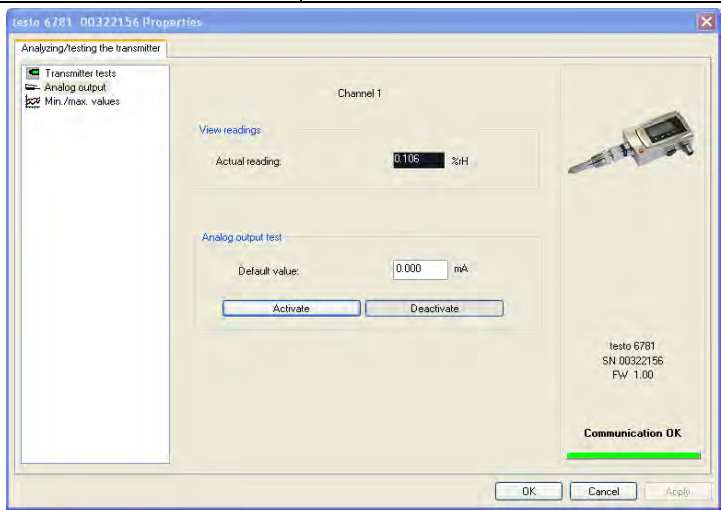 testo 6781 00322156 Properties
Analyzing/testing the transmitter
Transmitter tests
Analog output
Min./max. values
Channel 1
View readings
Actual reading: 0.106 %rH
Analog output test
Default value: 0.000 mA
Activate Deactivate
testo 6781
SN 00322156
FW 1.00
Communication OK
OK Cancel Apply